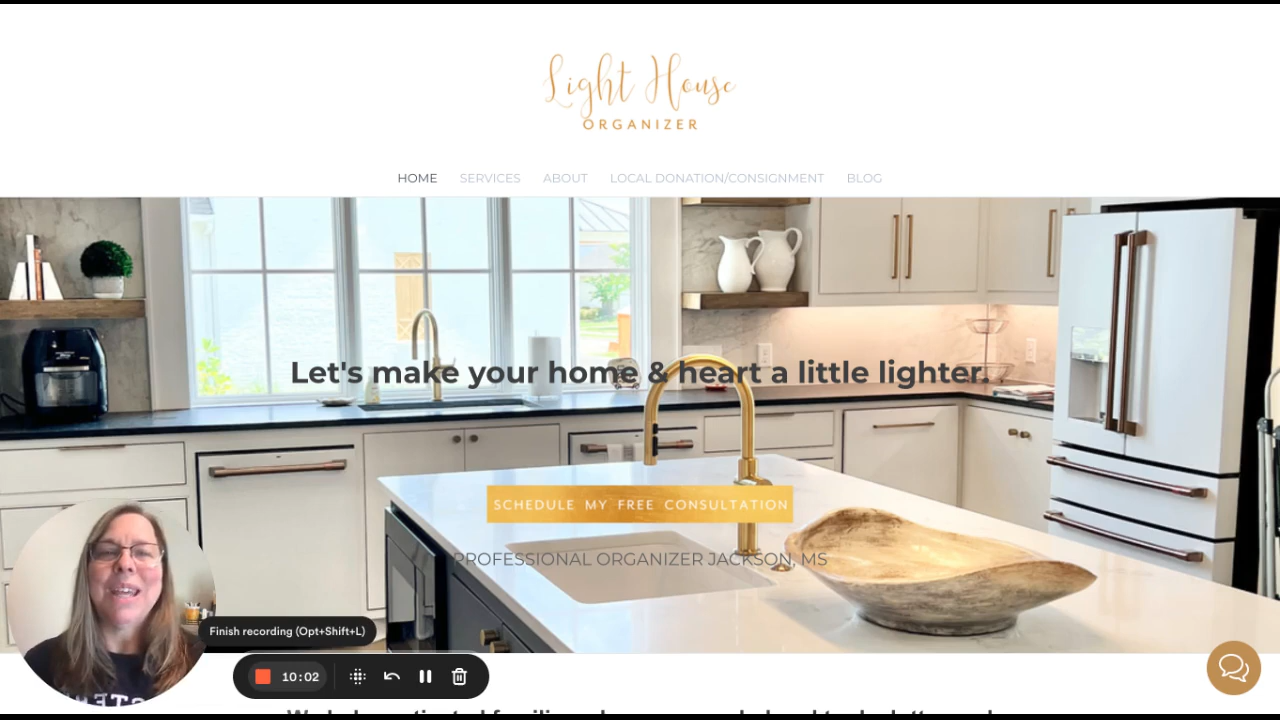 Light House
ORGANIZER
HOME SERVICES ABOUT LOCAL DONATION/CONSIGNMENT BLOG
Let's make your home & heart a little lighter.
SCHEDULE MY FREE CONSULTATION
PROFESSIONAL ORGANIZER JACKSON, MS
Finish recording (Opt+Shift+L)
10:02